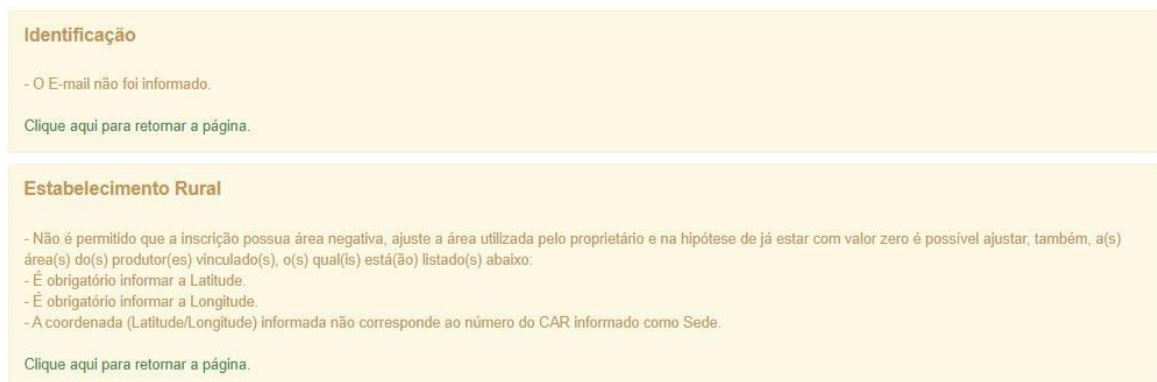 Identificação
- O E-mail não foi informado.
Clique aqui para retornar a página.
Estabelecimento Rural
- Não é permitido que a inscrição possua área negativa, ajuste a área utilizada pelo proprietário e na hipótese de já estar com valor zero é possível ajustar, também, a(s)
área(s) do(s) produtor(es) vinculado(s), o(s) qual(is) está(ão) listado(s) abaixo:
- É obrigatório informar a Latitude.
- É obrigatório informar a Longitude.
- A coordenada (Latitude/Longitude) informada não corresponde ao número do CAR informado como Sede.
Clique aqui para retornar a página.